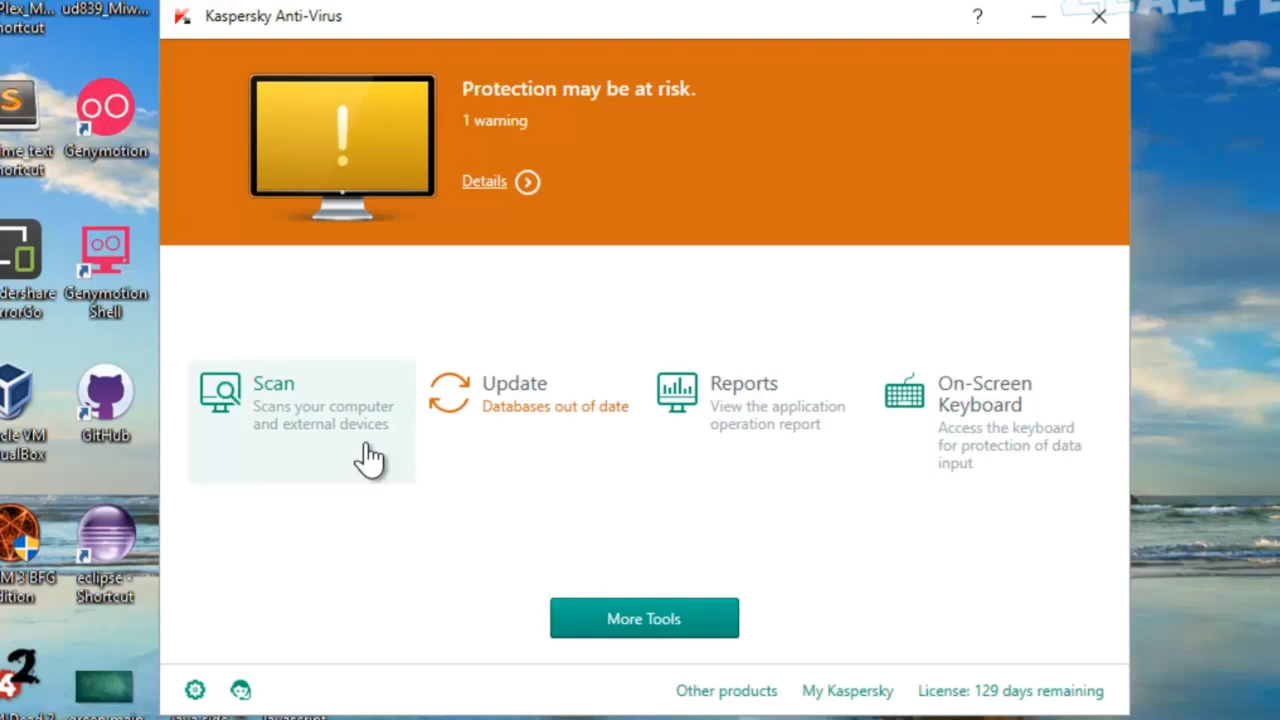 Plex_M...
ud839_Miw...
Kaspersky Anti-Virus
?
Protection may be at risk.
1 warning
Details
Genymotion
Genymotion
Shell
GitHub
eclipse -
Shortcut
Scan
Scans your computer
and external devices
Update
Databases out of date
Reports
View the application
operation report
On-Screen
Keyboard
Access the keyboard
for protection of data
input
More Tools
Other products
My Kaspersky
License: 129 days remaining